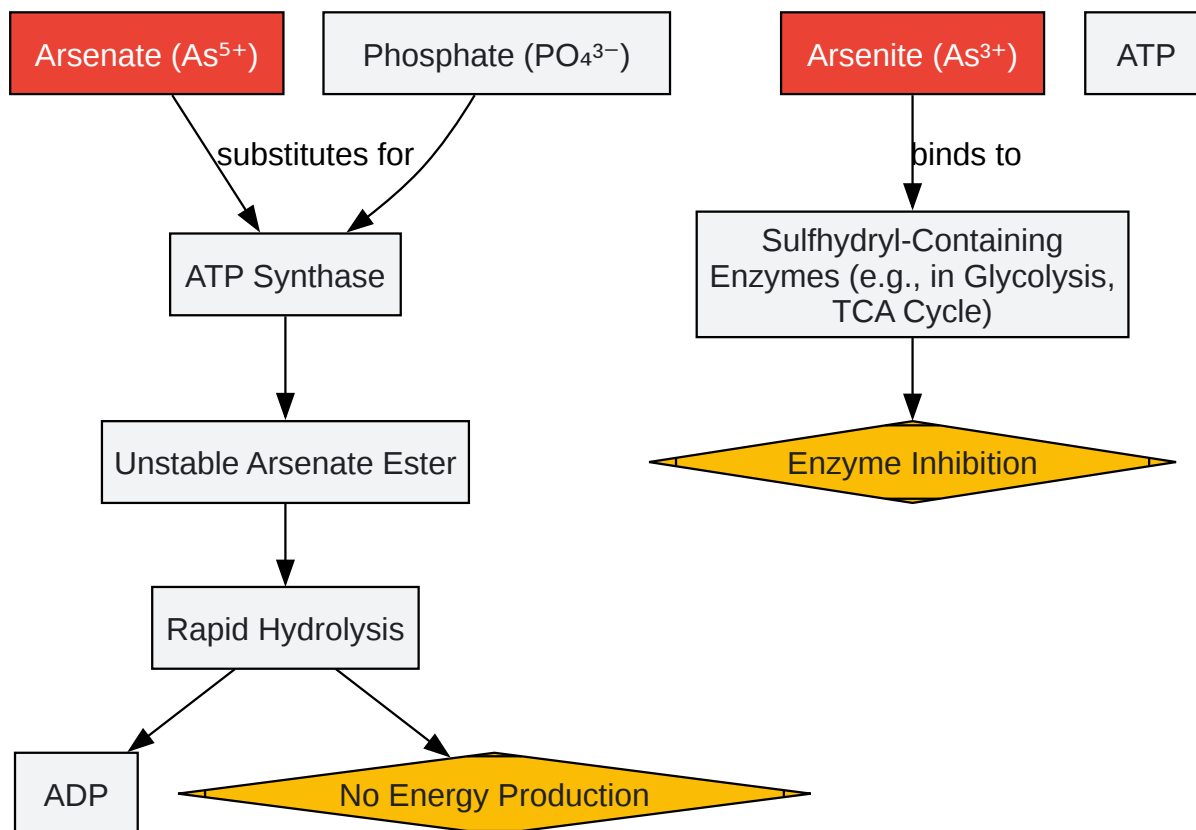 Arsenate (As⁵⁺)
Phosphate (PO₄³⁻)
Arsenite (As³⁺)
ATP
substitutes for
binds to
ATP Synthase
Sulfhydryl-Containing
Enzymes (e.g., in Glycolysis,
TCA Cycle)
Unstable Arsenate Ester
Enzyme Inhibition
Rapid Hydrolysis
ADP
No Energy Production